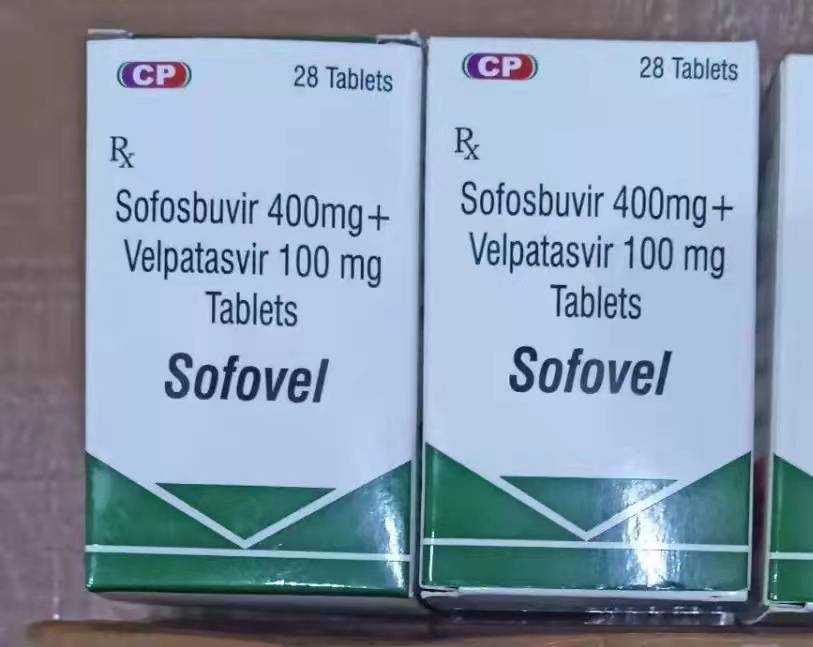 CP
28 Tablets
Rx
Sofosbuvir 400mg+
Velpatasvir 100 mg
Tablets
Sofovel
CP
28 Tablets
Rx
Sofosbuvir 400mg+
Velpatasvir 100 mg
Tablets
Sofovel